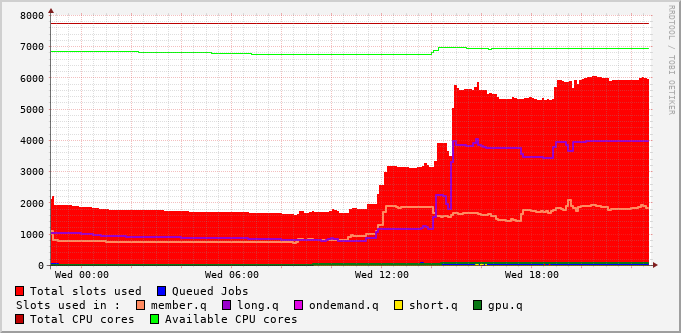 8000
7000
6000
5000
4000
3000
2000
1000
0
Wed 00:00 Wed 06:00 Wed 12:00 Wed 18:00
RRDTOOL / TOBI OETIKER
Total slots used Queued Jobs
Slots used in : member.q long.q ondemand.q short.q gpu.q
Total CPU cores Available CPU cores